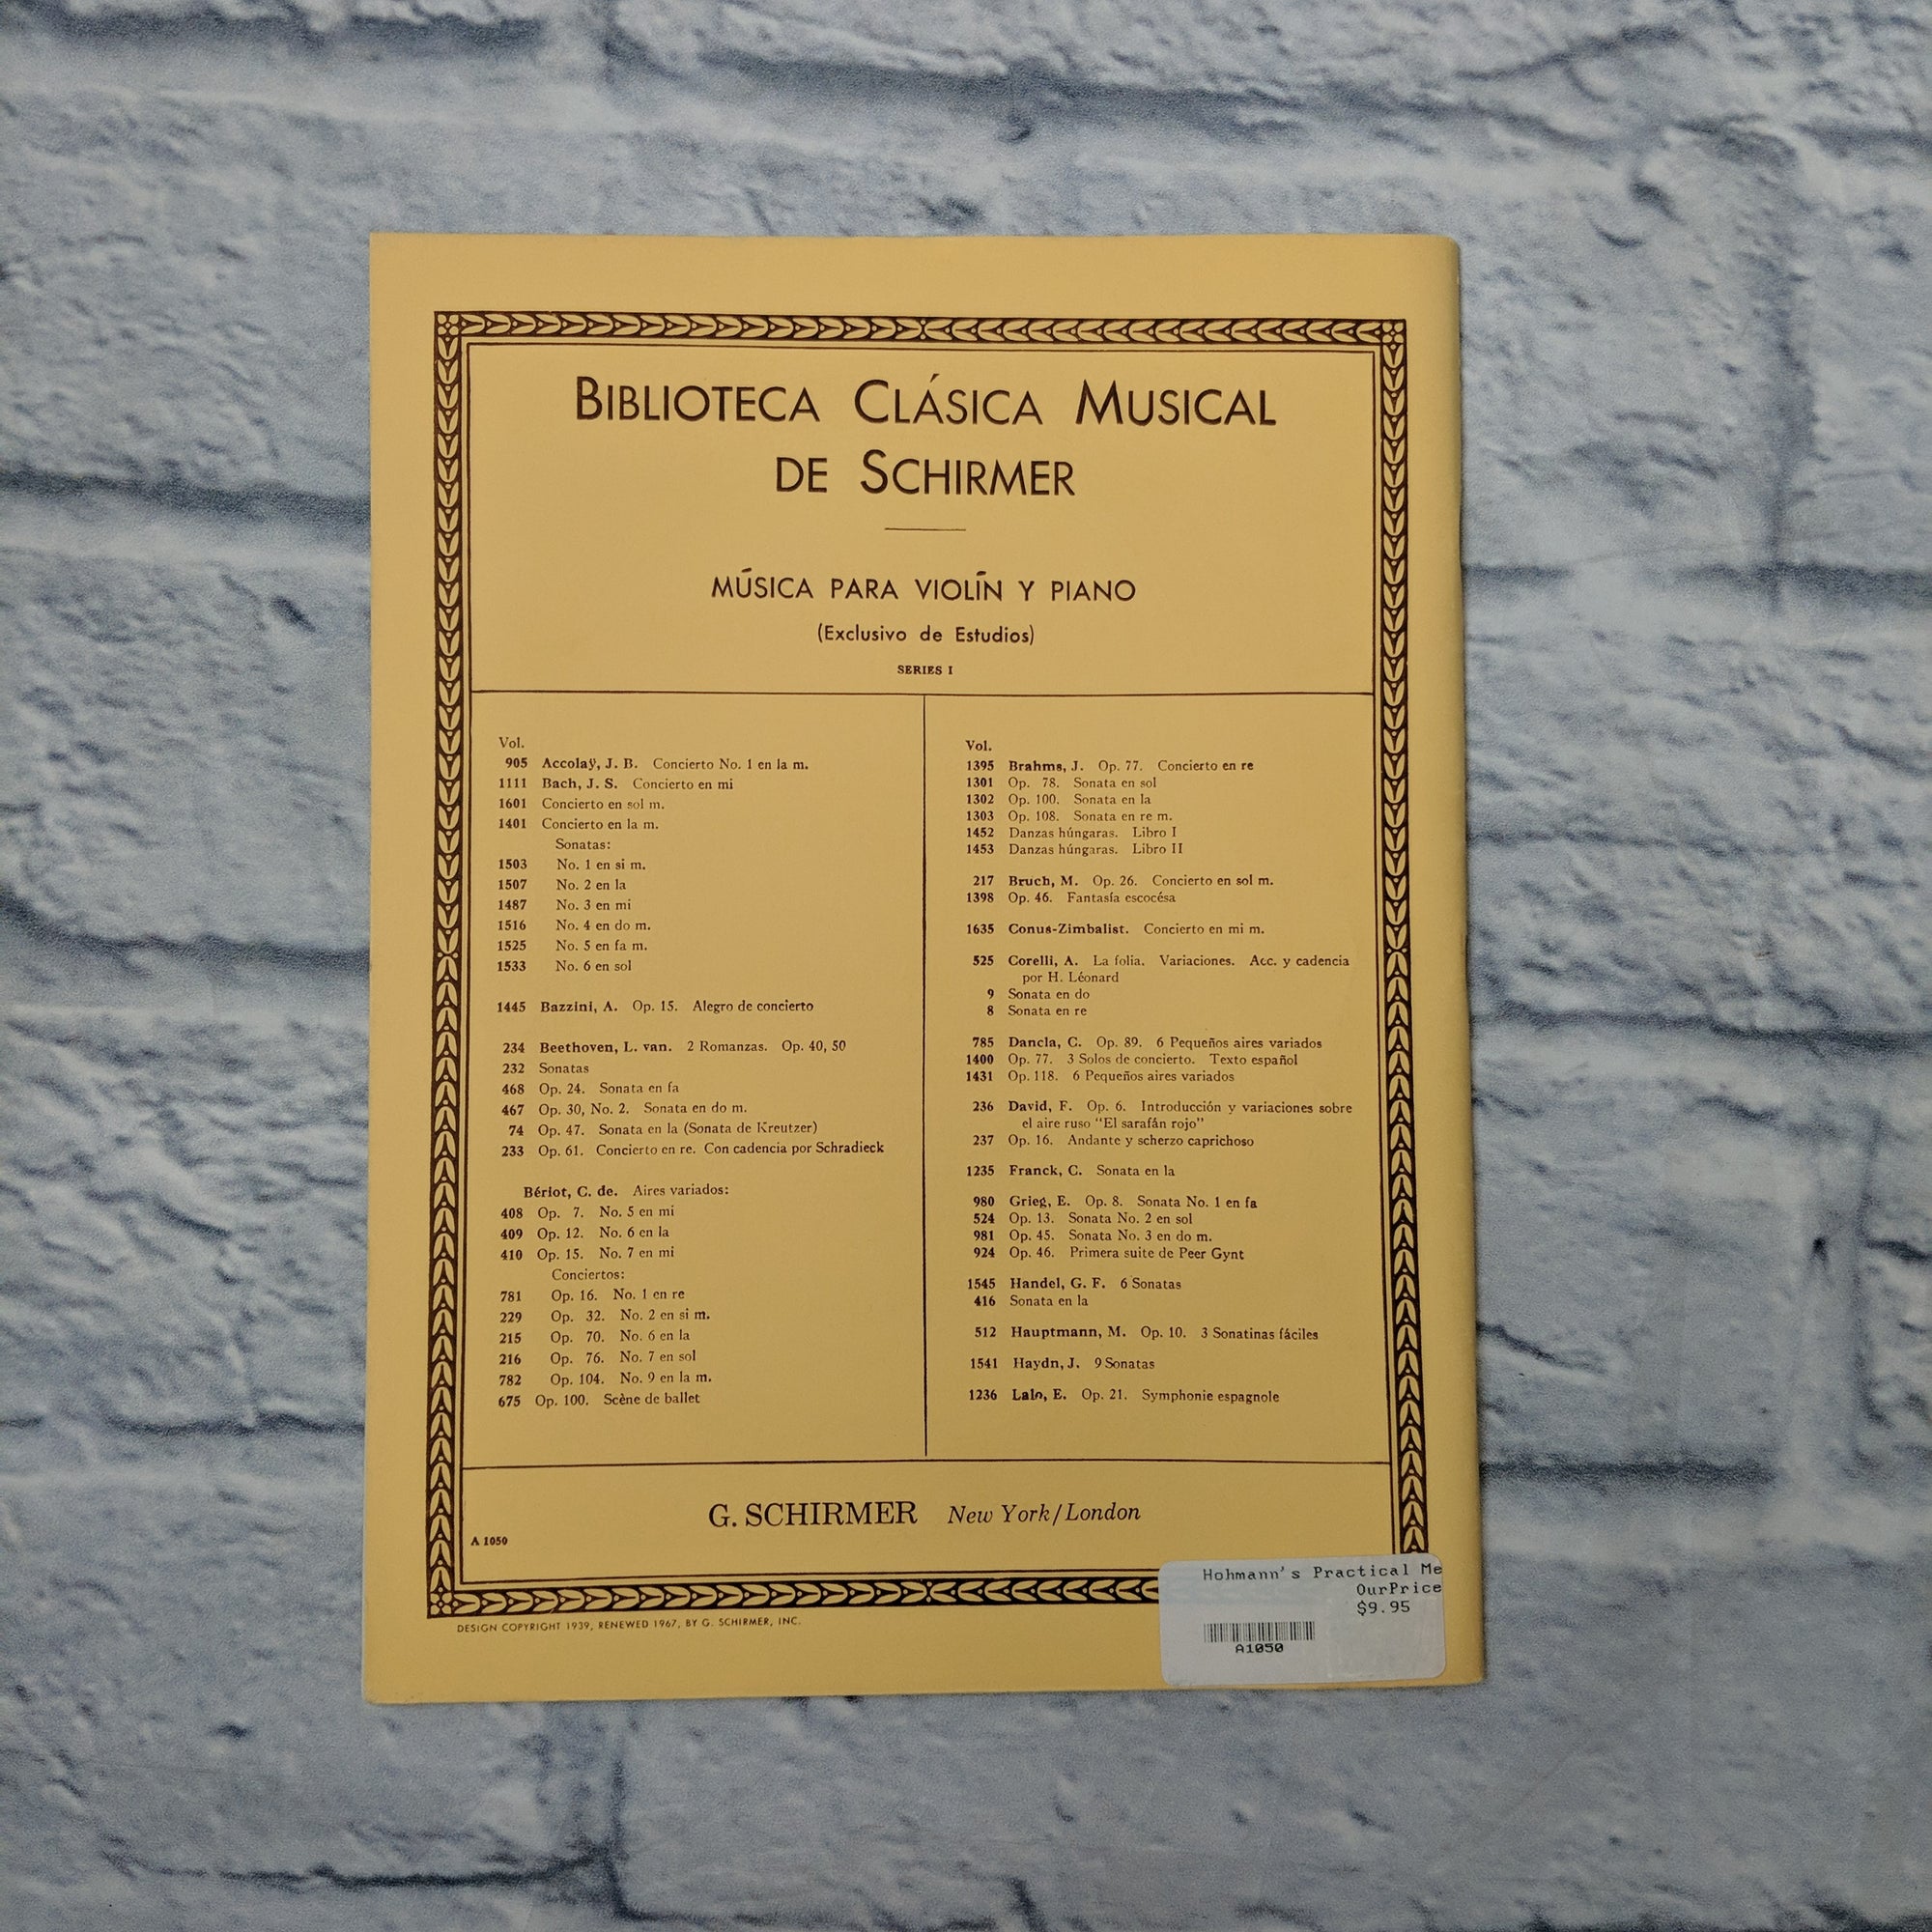 BIBLIOTECA CLÁSICA MUSICAL
DE SCHIRMER
MÚSICA PARA VIOLÍN Y PIANO
(Exclusivo de Estudios)
SERIES I
Vol.
905 Accolaÿ, J. B. Concierto No. 1 en la m.
1111 Bach, J. S. Concierto en mi
1601 Concierto en sol m.
1401 Concierto en la m.
Sonatas:
1503 No. 1 en si m.
1507 No. 2 en la
1487 No. 3 en mi
1516 No. 4 en do m.
1525 No. 5 en fa m.
1533 No. 6 en sol
1445 Bazzini, A. Op. 15. Alegro de concierto
234 Beethoven, L. van. 2 Romanzas. Op. 40, 50
232 Sonatas
468 Op. 24. Sonata en fa
467 Op. 30, No. 2. Sonata en do m.
74 Op. 47. Sonata en la (Sonata de Kreutzer)
233 Op. 61. Concierto en re. Con cadencia por Schradieck
Bériot, C. de. Aires variados:
408 Op. 7. No. 5 en mi
409 Op. 12. No. 6 en la
410 Op. 15. No. 7 en mi
Conciertos:
781 Op. 16. No. 1 en re
229 Op. 32. No. 2 en si m.
215 Op. 70. No. 6 en la
216 Op. 76. No. 7 en sol
782 Op. 104. No. 9 en la m.
675 Op. 100. Scène de ballet
Vol.
1395 Brahms, J. Op. 77. Concierto en re
1301 Op. 78. Sonata en sol
1302 Op. 100. Sonata en la
1303 Op. 108. Sonata en re m.
1452 Danzas húngaras. Libro I
1453 Danzas húngaras. Libro II
217 Bruch, M. Op. 26. Concierto en sol m.
1398 Op. 46. Fantasía escocésa
1635 Conus-Zimbalist. Concierto en mi m.
525 Corelli, A. La folia. Variaciones. Acc. y cadencia
por H. Léonard
9 Sonata en do
8 Sonata en re
785 Dancla, C. Op. 89. 6 Pequeños aires variados
1400 Op. 77. 3 Solos de concierto. Texto español
1431 Op. 118. 6 Pequeños aires variados
236 David, F. Op. 6. Introducción y variaciones sobre
el aire ruso "El sarafán rojo"
237 Op. 16. Andante y scherzo caprichoso
1235 Franck, C. Sonata en la
980 Grieg, E. Op. 8. Sonata No. 1 en fa
524 Op. 13. Sonata No. 2 en sol
981 Op. 45. Sonata No. 3 en do m.
924 Op. 46. Primera suite de Peer Gynt
1545 Handel, G. F. 6 Sonatas
416 Sonata en la
512 Hauptmann, M. Op. 10. 3 Sonatinas fáciles
1541 Haydn, J. 9 Sonatas
1236 Lalo, E. Op. 21. Symphonie espagnole
G. SCHIRMER New York/London
A 1050
DESIGN COPYRIGHT 1939, RENEWED 1967, BY G. SCHIRMER, INC.
Hohmann's Practical Me
OurPrice
$9.95
A1050